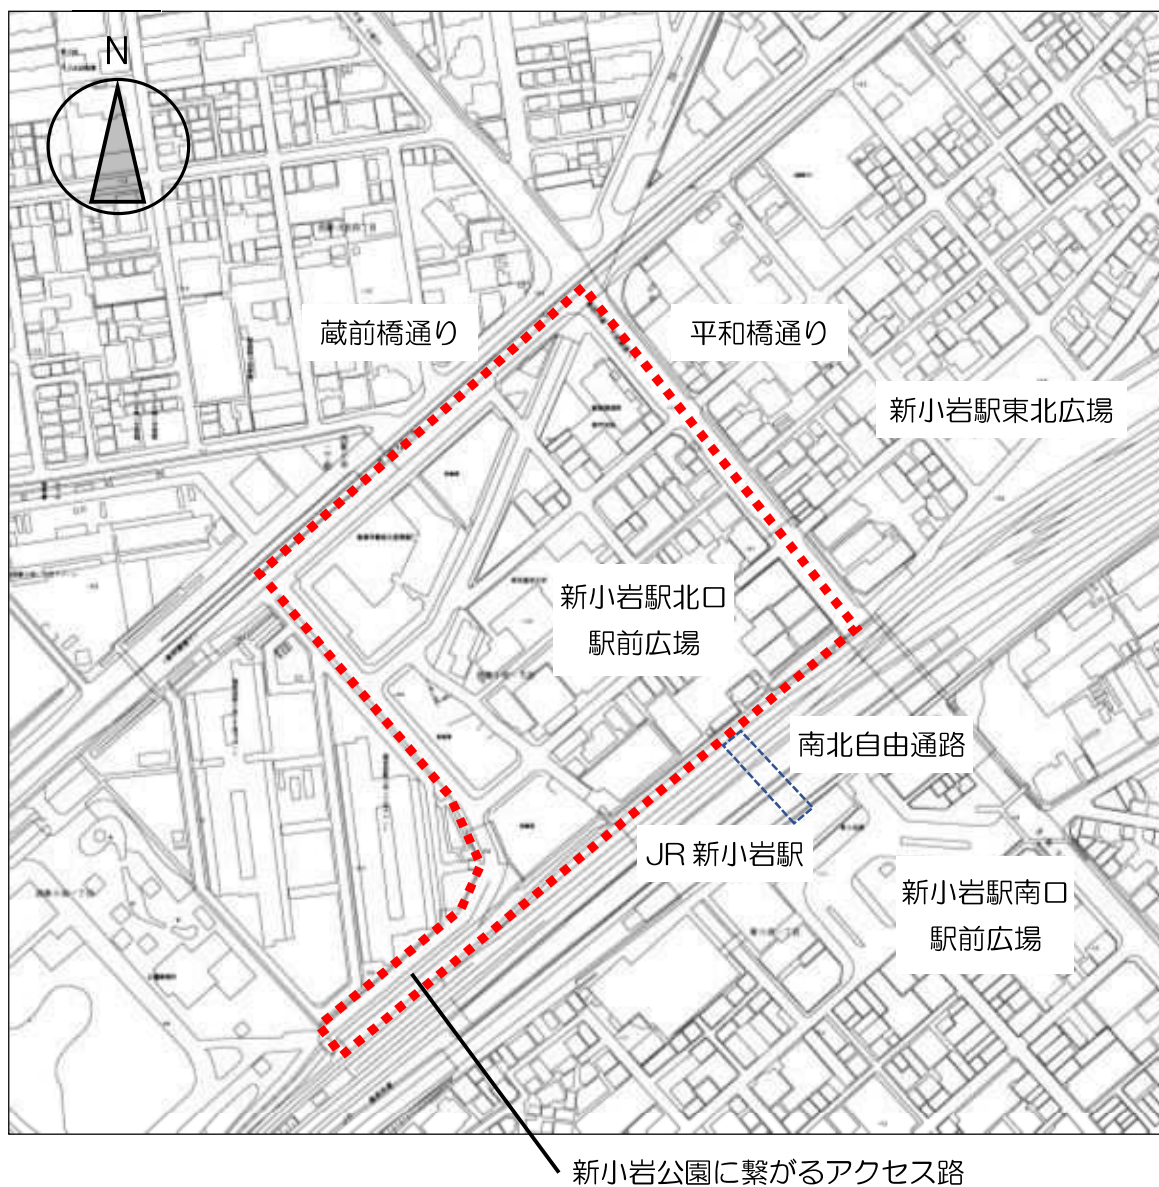 N
蔵前橋通り
平和橋通り
新小岩駅東北広場
新小岩駅北口
駅前広場
南北自由通路
JR 新小岩駅
新小岩駅南口
駅前広場
新小岩公園に繋がるアクセス路